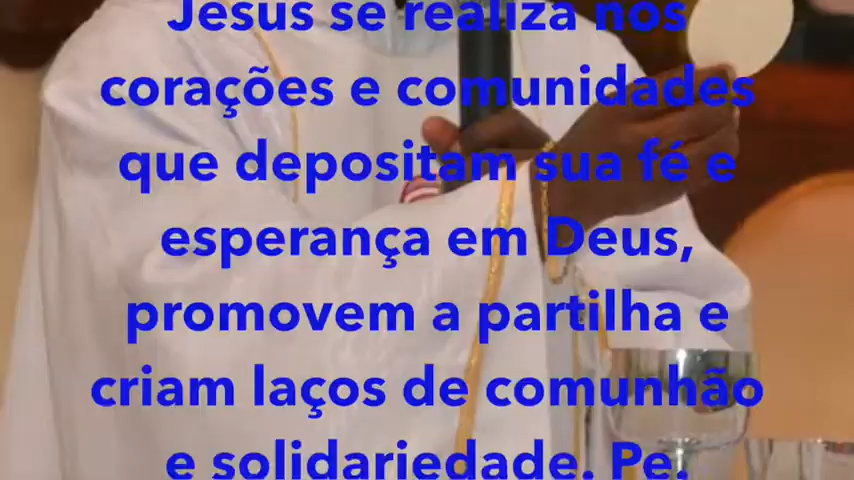 Jesus se realiza nos
corações e comunidades
que depositam sua fé e
esperança em Deus,
promovem a partilha e
criam laços de comunhão
e solidariedade. Pe.